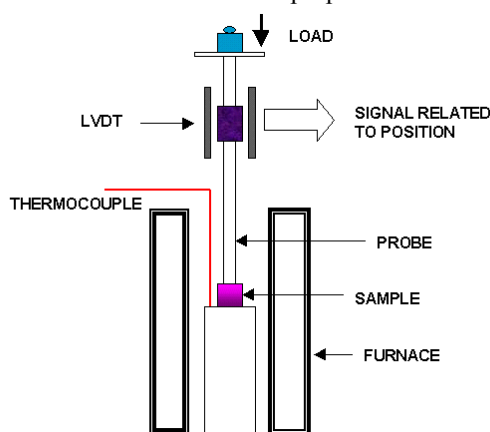 LOAD
LVDT
SIGNAL RELATED
TO POSITION
THERMOCOUPLE
PROBE
SAMPLE
FURNACE